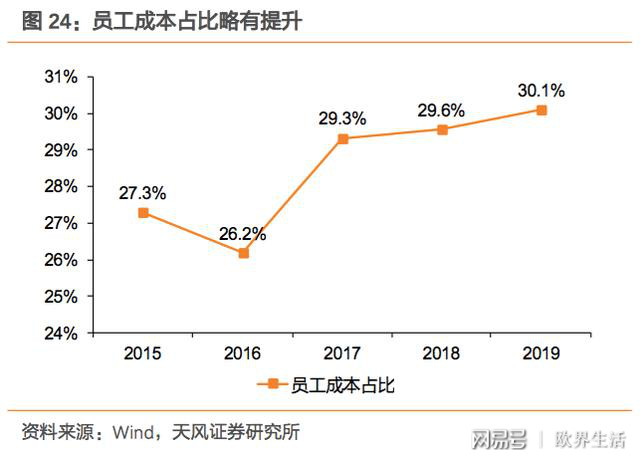 图 24：员工成本占比略有提升
31%
30%
29%
28%
27%
26%
25%
24%
27.3%
26.2%
29.3%
29.6%
30.1%
2015 2016 2017 2018 2019
员工成本占比
资料来源：Wind，天风证券研究所
网易号 | 欧界生活